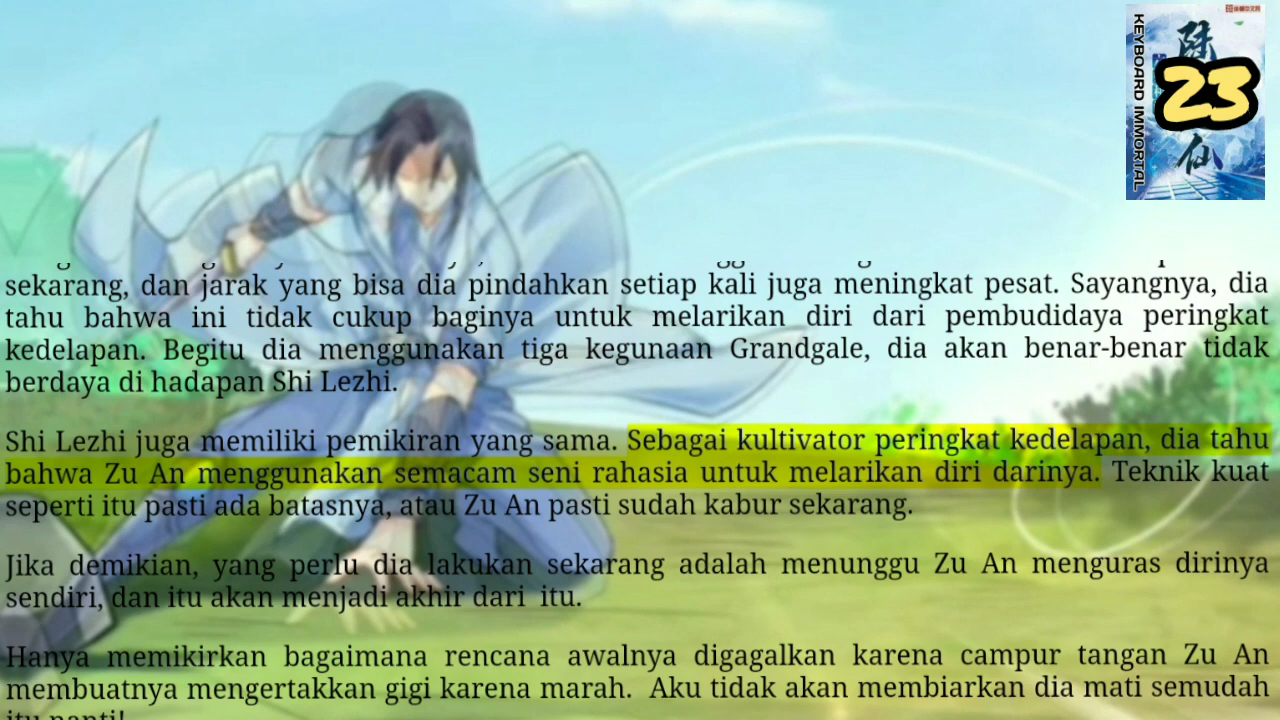 KEYBOARD IMMORTAL
23
仙
sekarang, dan jarak yang bisa dia pindahkan setiap kali juga meningkat pesat. Sayangnya, dia
tahu bahwa ini tidak cukup baginya untuk melarikan diri dari pembudidaya peringkat
kedelapan. Begitu dia menggunakan tiga kegunaan Grandgale, dia akan benar-benar tidak
berdaya di hadapan Shi Lezhi.
Shi Lezhi juga memiliki pemikiran yang sama. Sebagai kultivator peringkat kedelapan, dia tahu
bahwa Zu An menggunakan semacam seni rahasia untuk melarikan diri darinya. Teknik kuat
seperti itu pasti ada batasnya, atau Zu An pasti sudah kabur sekarang.
Jika demikian, yang perlu dia lakukan sekarang adalah menunggu Zu An menguras dirinya
sendiri, dan itu akan menjadi akhir dari itu.
Hanya memikirkan bagaimana rencana awalnya digagalkan karena campur tangan Zu An
membuatnya mengertakkan gigi karena marah. Aku tidak akan membiarkan dia mati semudah
itu nanti!